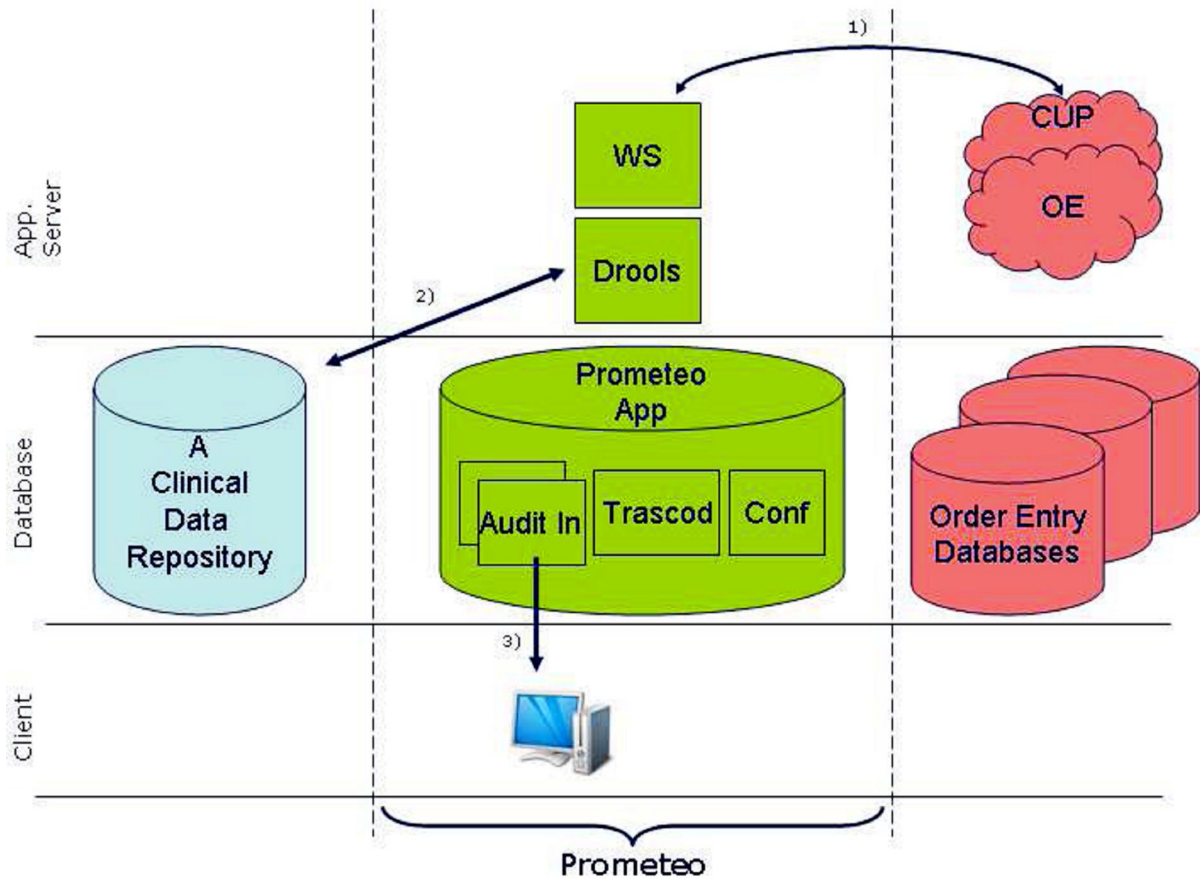 1)
CUP
WS
OE
App.
Server
Drools
2)
Prometeo
App
A
Clinical
Data
Repository
Database
Audit In
Trascod
Conf
Order Entry
Databases
3)
Client
Prometeo